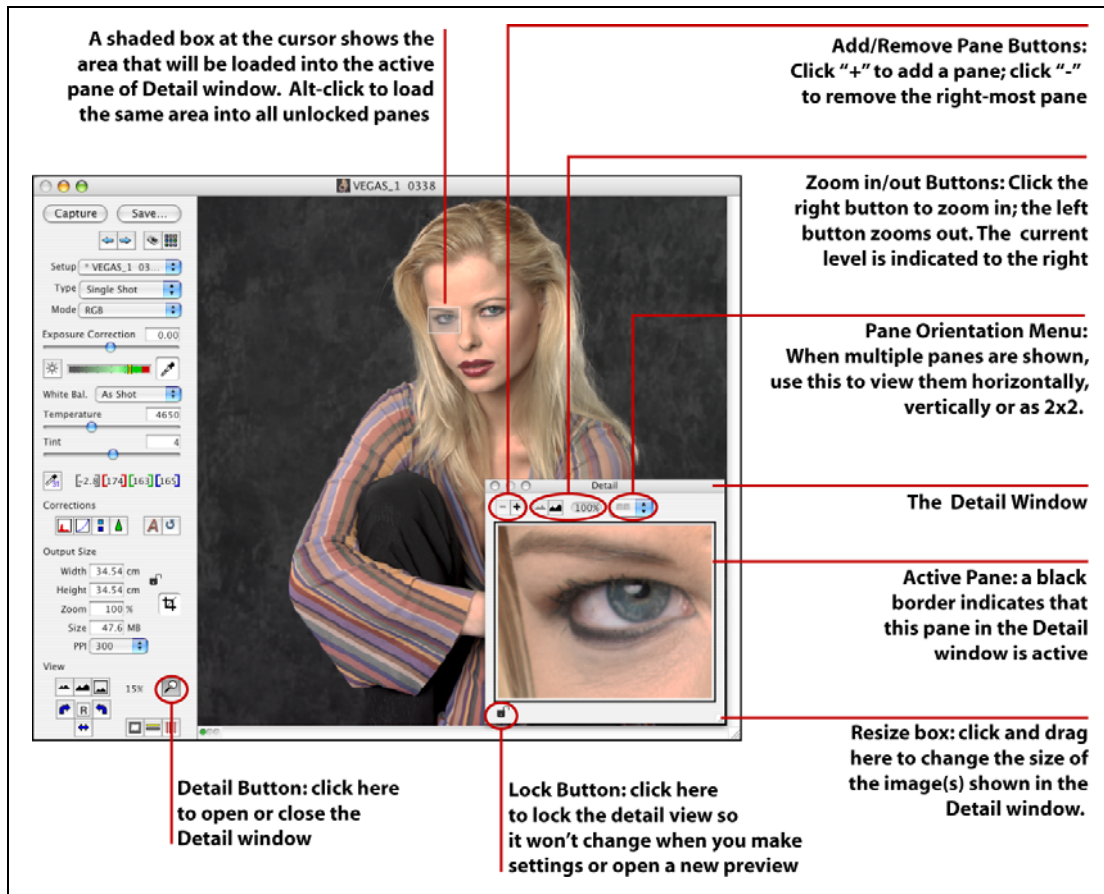 A shaded box at the cursor shows the
area that will be loaded into the active
pane of Detail window.  Alt-click to load
the same area into all unlocked panes
Add/Remove Pane Buttons:
Click “+” to add a pane; click “-”
to remove the right-most pane
Zoom in/out Buttons: Click the
right button to zoom in; the left
button zooms out. The  current
level is indicated to the right
Pane Orientation Menu:
When multiple panes are shown,
use this to view them horizontally,
vertically or as 2x2.
The  Detail Window
Active Pane: a black
border indicates that
this pane in the Detail
window is active
Resize box: click and drag
here to change the size of
the image(s) shown in the
Detail window.
VEGAS_1  0338
Capture
Save...
Setup * VEGAS_1  03...
Type Single Shot
Mode RGB
Exposure Correction 0.00
White Bal. As Shot
Temperature 4650
Tint 4
[-2.8] [174] [163] [165]
Corrections
A
Output Size
Width 34.54 cm
Height 34.54 cm
Zoom 100 %
Size 47.6 MB
PPI 300
View
15%
R
Detail
- + 100%
Detail Button: click here
to open or close the
Detail window
Lock Button: click here
to lock the detail view so
it won’t change when you make
settings or open a new preview